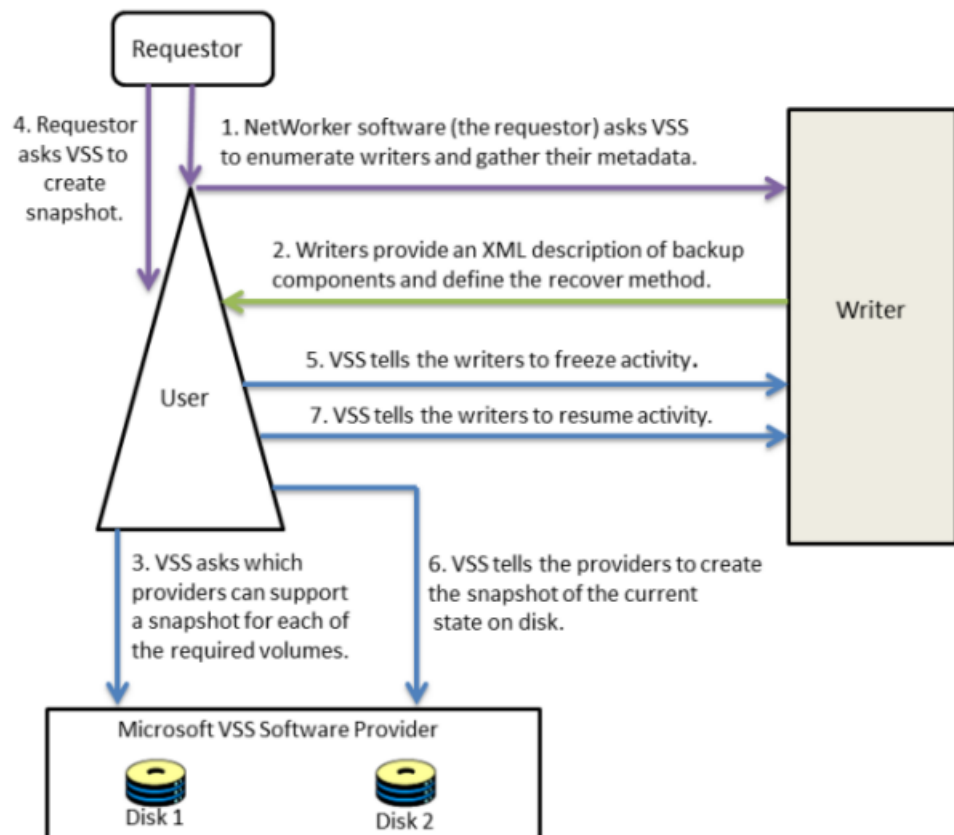 Requestor
4. Requestor
asks VSS to
create
snapshot.
1. NetWorker software (the requestor) asks VSS
to enumerate writers and gather their metadata.
2. Writers provide an XML description of backup
components and define the recover method.
Writer
5. VSS tells the writers to freeze activity.
User
7. VSS tells the writers to resume activity.
3. VSS asks which
providers can support
a snapshot for each of
the required volumes.
6. VSS tells the providers to create
the snapshot of the current
state on disk.
Microsoft VSS Software Provider
Disk 1
Disk 2